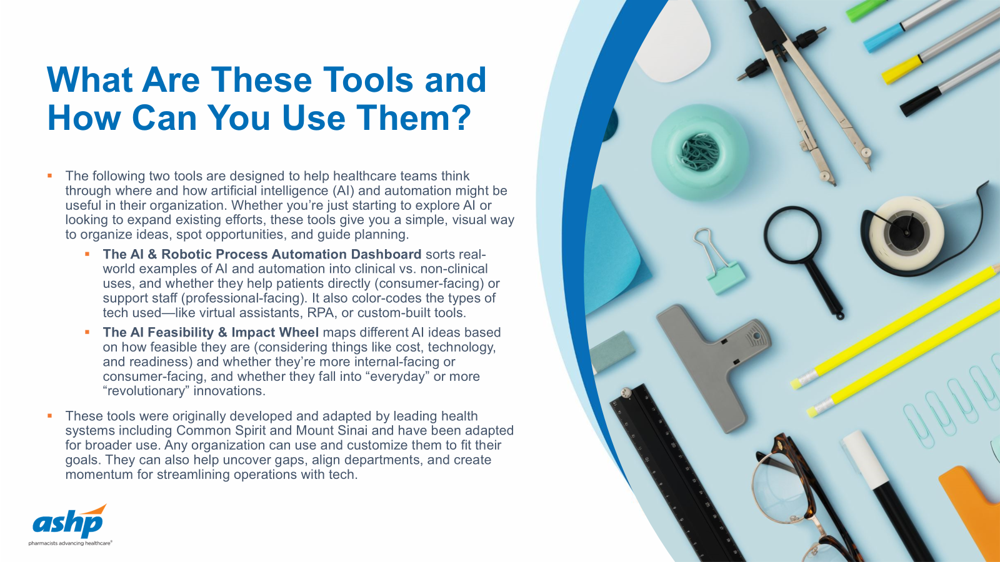 What Are These Tools and
How Can You Use Them?
▪ The following two tools are designed to help healthcare teams think
through where and how artificial intelligence (AI) and automation might be
useful in their organization. Whether you’re just starting to explore AI or
looking to expand existing efforts, these tools give you a simple, visual way
to organize ideas, spot opportunities, and guide planning.
▪ The AI & Robotic Process Automation Dashboard sorts real-
world examples of AI and automation into clinical vs. non-clinical
uses, and whether they help patients directly (consumer-facing) or
support staff (professional-facing). It also color-codes the types of
tech used—like virtual assistants, RPA, or custom-built tools.
▪ The AI Feasibility & Impact Wheel maps different AI ideas based
on how feasible they are (considering things like cost, technology,
and readiness) and whether they’re more internal-facing or
consumer-facing, and whether they fall into “everyday” or more
“revolutionary” innovations.
▪ These tools were originally developed and adapted by leading health
systems including Common Spirit and Mount Sinai and have been adapted
for broader use. Any organization can use and customize them to fit their
goals. They can also help uncover gaps, align departments, and create
momentum for streamlining operations with tech.
ashp
pharmacists advancing healthcare®